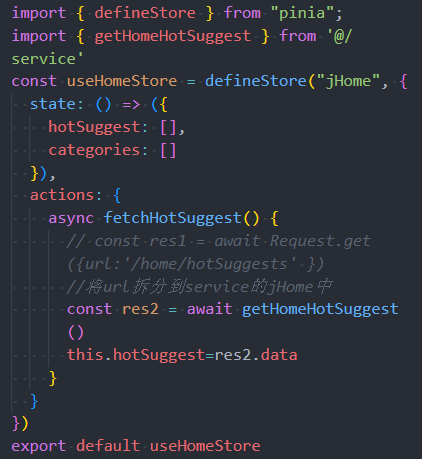 import { defineStore } from "pinia";
import { getHomeHotSuggest } from '@/
service'
const useHomeStore = defineStore("jHome", {
  state: () => ({
    hotSuggest: [],
    categories: []
  }),
  actions: {
    async fetchHotSuggest() {
      // const res1 = await Request.get
      ({url:'/home/hotSuggests' })
      //将url拆分到service的jHome中
      const res2 = await getHomeHotSuggest
      ()
      this.hotSuggest=res2.data
    }
  }
})
export default useHomeStore